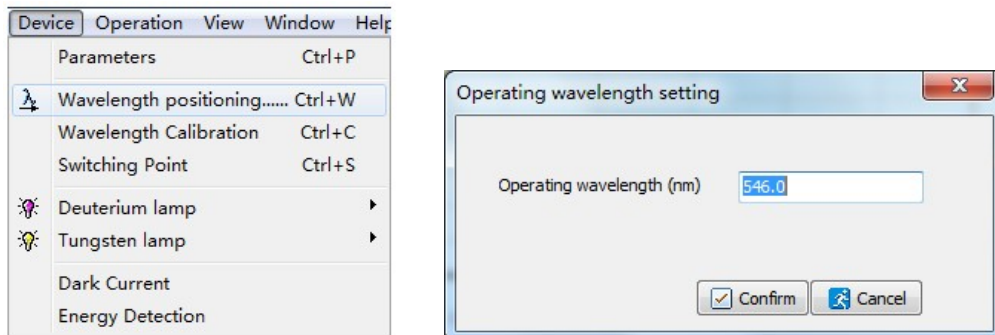 Device Operation View Window Help
Parameters Ctrl+P
Wavelength positioning...... Ctrl+W
Wavelength Calibration Ctrl+C
Switching Point Ctrl+S
Deuterium lamp
Tungsten lamp
Dark Current
Energy Detection
Operating wavelength setting
Operating wavelength (nm) 546.0
Confirm Cancel